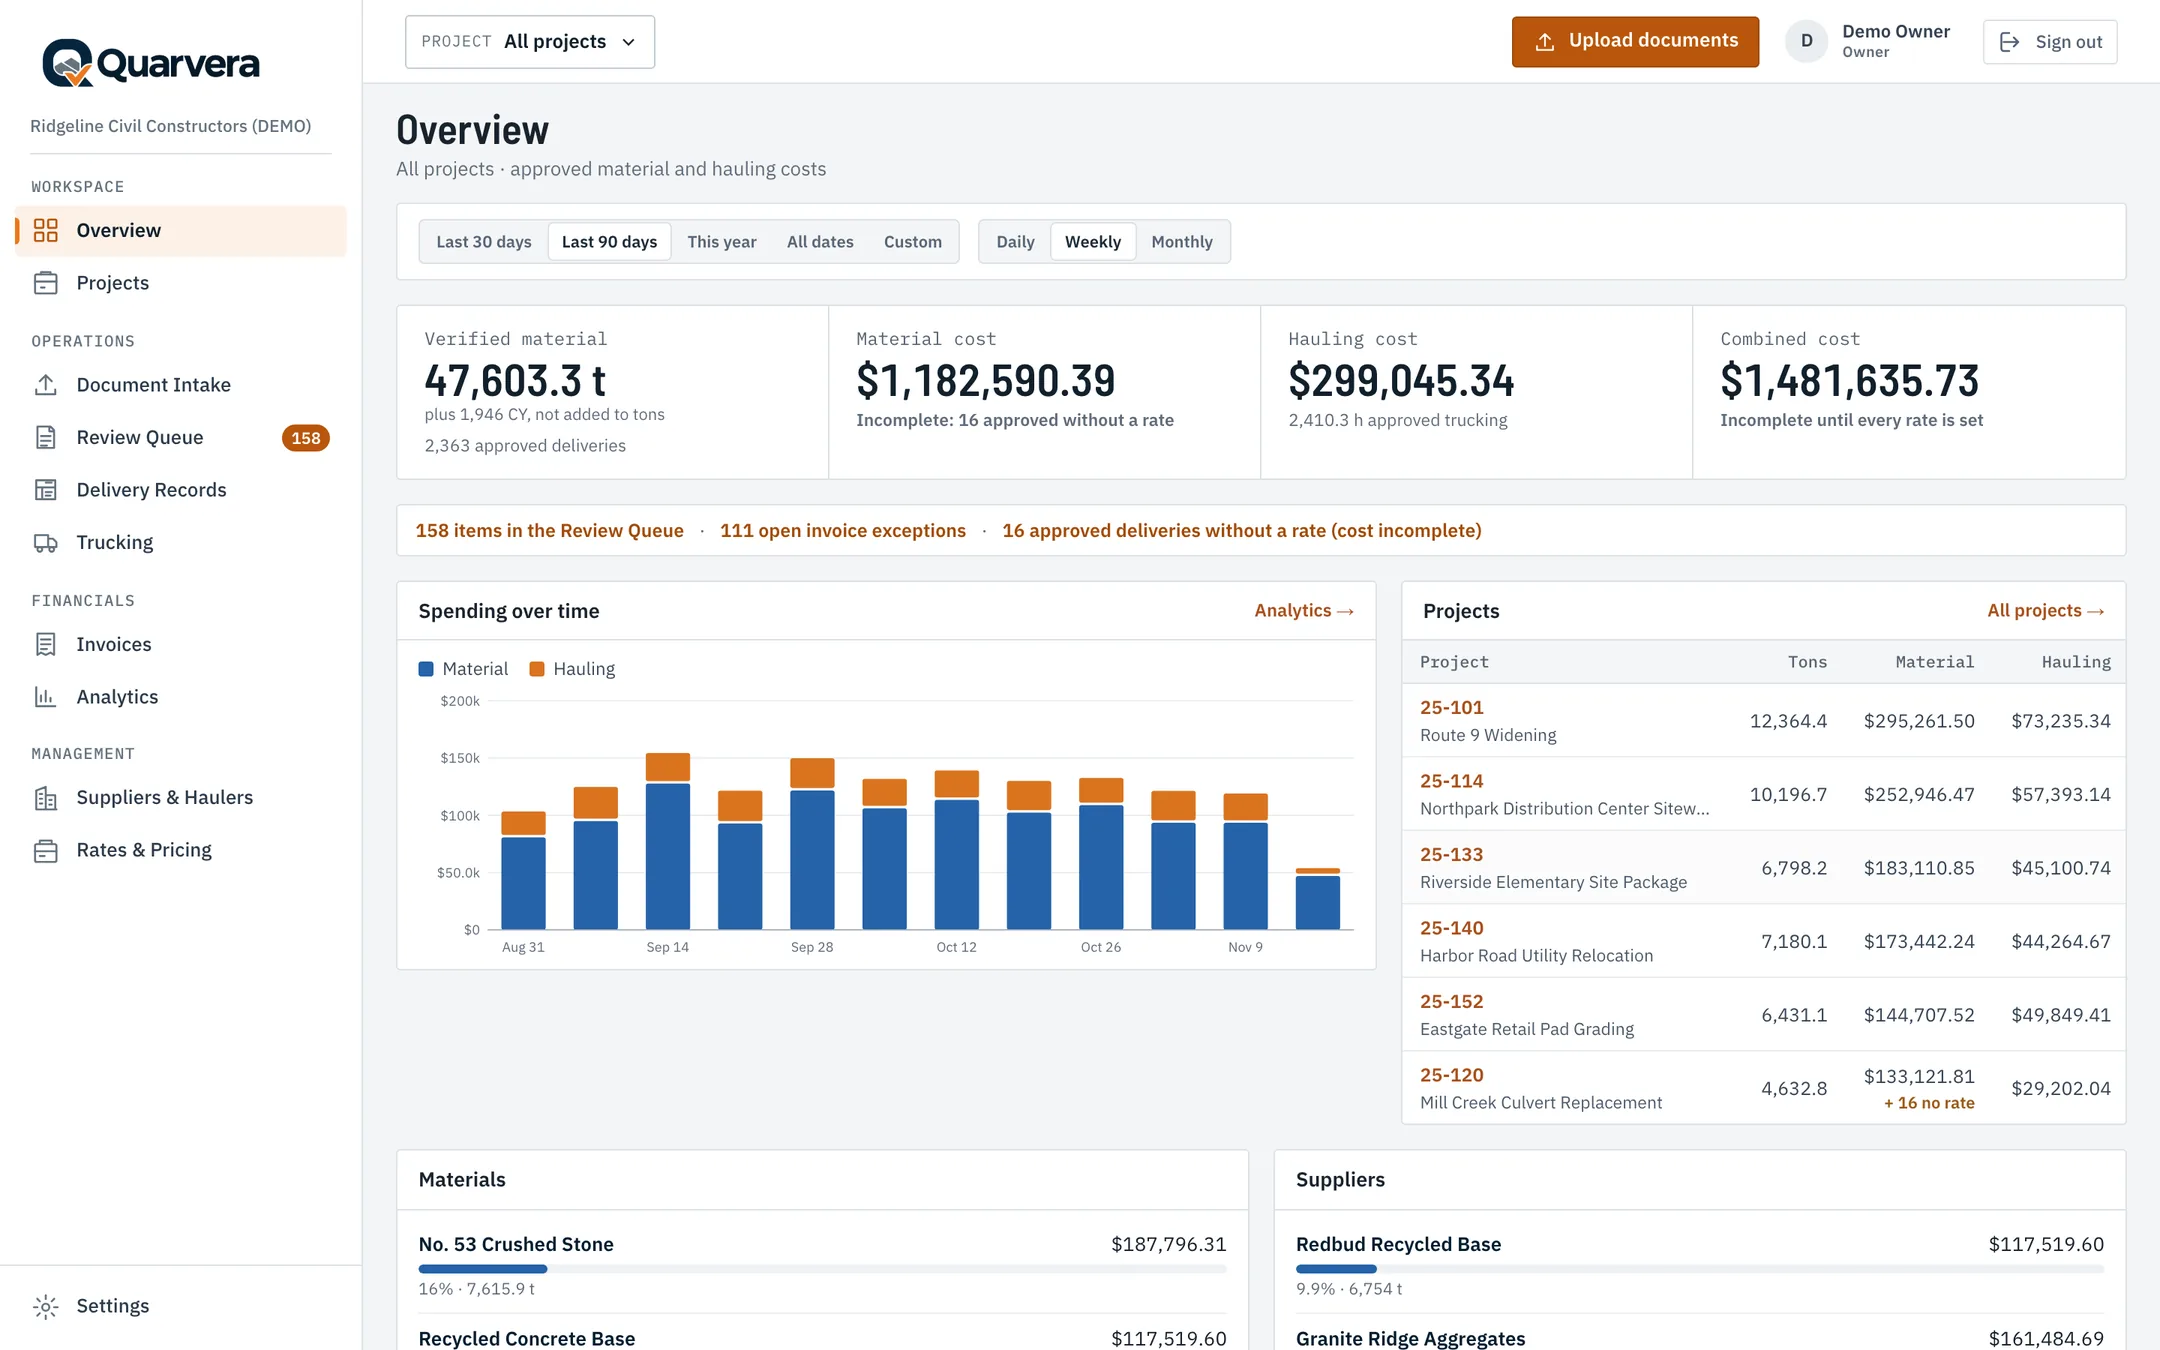 Quarvera
Ridgeline Civil Constructors (DEMO)
WORKSPACE
Overview
Projects
OPERATIONS
Document Intake
Review Queue 158
Delivery Records
Trucking
FINANCIALS
Invoices
Analytics
MANAGEMENT
Suppliers & Haulers
Rates & Pricing
Settings
PROJECT All projects
Upload documents
D
Demo Owner
Owner
Sign out
Overview
All projects · approved material and hauling costs
Last 30 days Last 90 days This year All dates Custom
Daily Weekly Monthly
Verified material
47,603.3 t
plus 1,946 CY, not added to tons
2,363 approved deliveries
Material cost
$1,182,590.39
Incomplete: 16 approved without a rate
Hauling cost
$299,045.34
2,410.3 h approved trucking
Combined cost
$1,481,635.73
Incomplete until every rate is set
158 items in the Review Queue · 111 open invoice exceptions · 16 approved deliveries without a rate (cost incomplete)
Spending over time Analytics →
Material Hauling
$200k
$150k
$100k
$50.0k
$0
Aug 31 Sep 14 Sep 28 Oct 12 Oct 26 Nov 9
Projects All projects →
Project Tons Material Hauling
25-101
Route 9 Widening
12,364.4 $295,261.50 $73,235.34
25-114
Northpark Distribution Center Sitew...
10,196.7 $252,946.47 $57,393.14
25-133
Riverside Elementary Site Package
6,798.2 $183,110.85 $45,100.74
25-140
Harbor Road Utility Relocation
7,180.1 $173,442.24 $44,264.67
25-152
Eastgate Retail Pad Grading
6,431.1 $144,707.52 $49,849.41
25-120
Mill Creek Culvert Replacement
4,632.8 $133,121.81 $29,202.04
+ 16 no rate
Materials
No. 53 Crushed Stone $187,796.31
16% · 7,615.9 t
Recycled Concrete Base $117,519.60
Suppliers
Redbud Recycled Base $117,519.60
9.9% · 6,754 t
Granite Ridge Aggregates $161,484.69